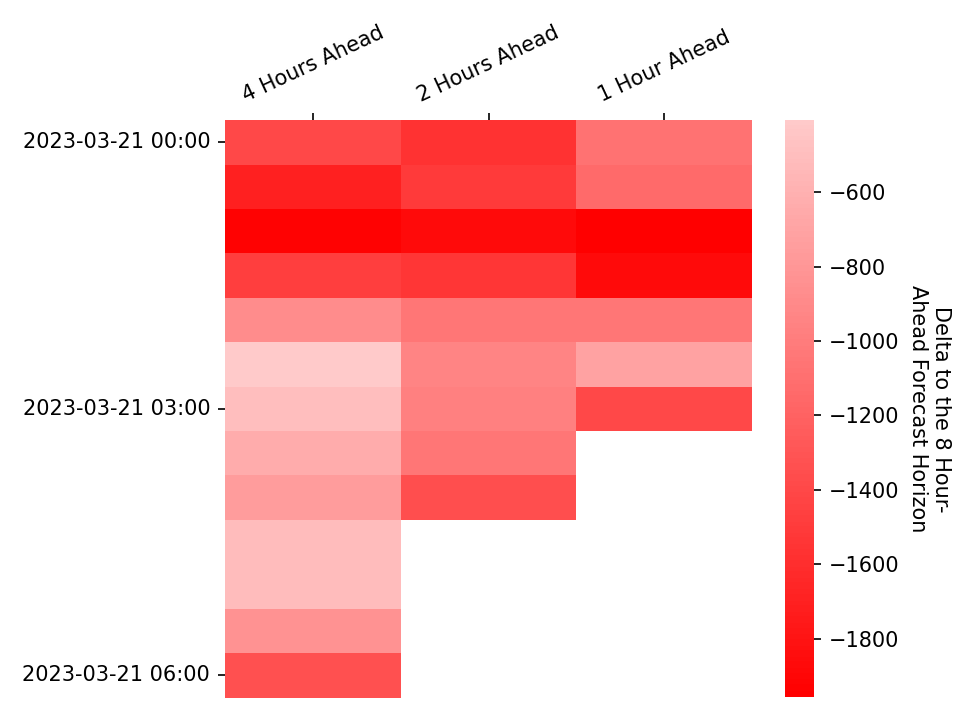 4 Hours Ahead
2 Hours Ahead
1 Hour Ahead
2023-03-21 00:00
2023-03-21 03:00
2023-03-21 06:00
−600
−800
−1000
−1200
−1400
−1600
−1800
Delta to the 8 Hour-
Ahead Forecast Horizon